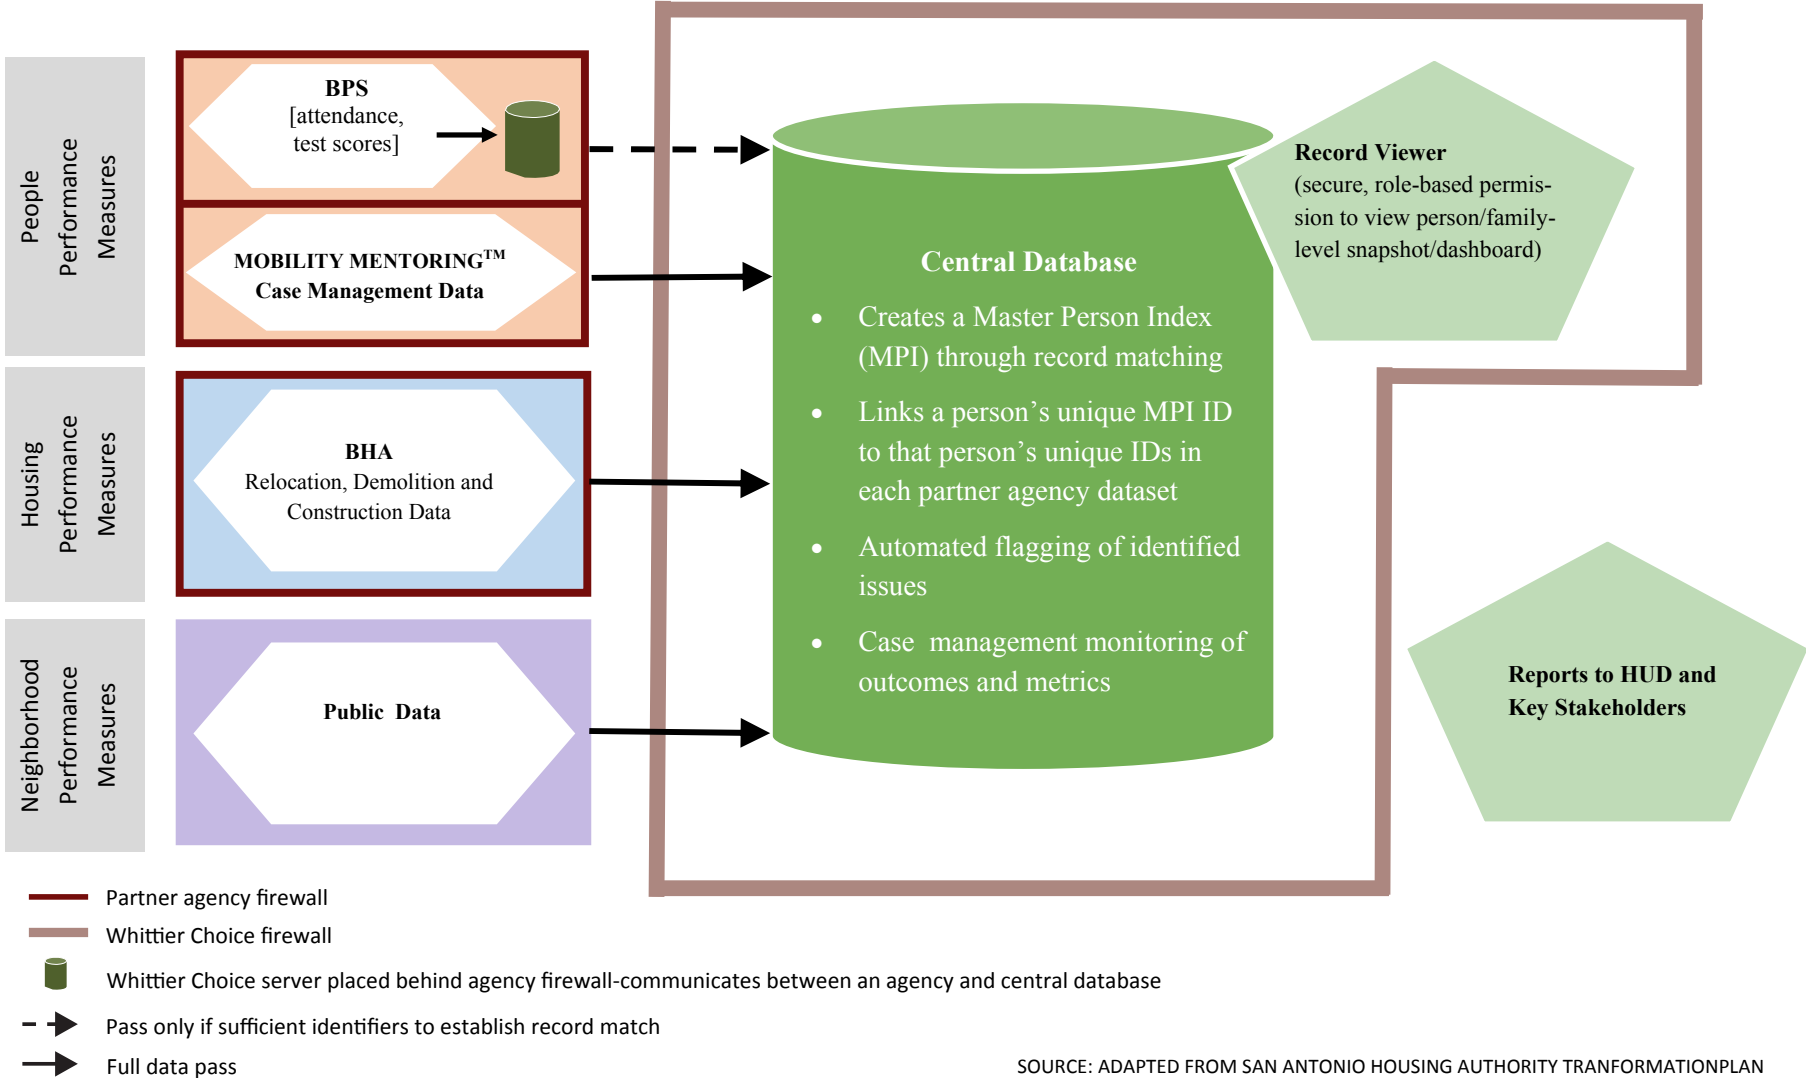 People
Performance
Measures
BPS
[attendance,
test scores]
MOBILITY MENTORING™
Case Management Data
Housing
Performance
Measures
BHA
Relocation, Demolition and
Construction Data
Neighborhood
Performance
Measures
Public Data
Central Database
• Creates a Master Person Index
(MPI) through record matching
• Links a person’s unique MPI ID
to that person’s unique IDs in
each partner agency dataset
• Automated flagging of identified
issues
• Case management monitoring of
outcomes and metrics
Record Viewer
(secure, role-based permis-
sion to view person/family-
level snapshot/dashboard)
Reports to HUD and
Key Stakeholders
Partner agency firewall
Whittier Choice firewall
Whittier Choice server placed behind agency firewall-communicates between an agency and central database
Pass only if sufficient identifiers to establish record match
Full data pass
SOURCE: ADAPTED FROM SAN ANTONIO HOUSING AUTHORITY TRANFORMATIONPLAN